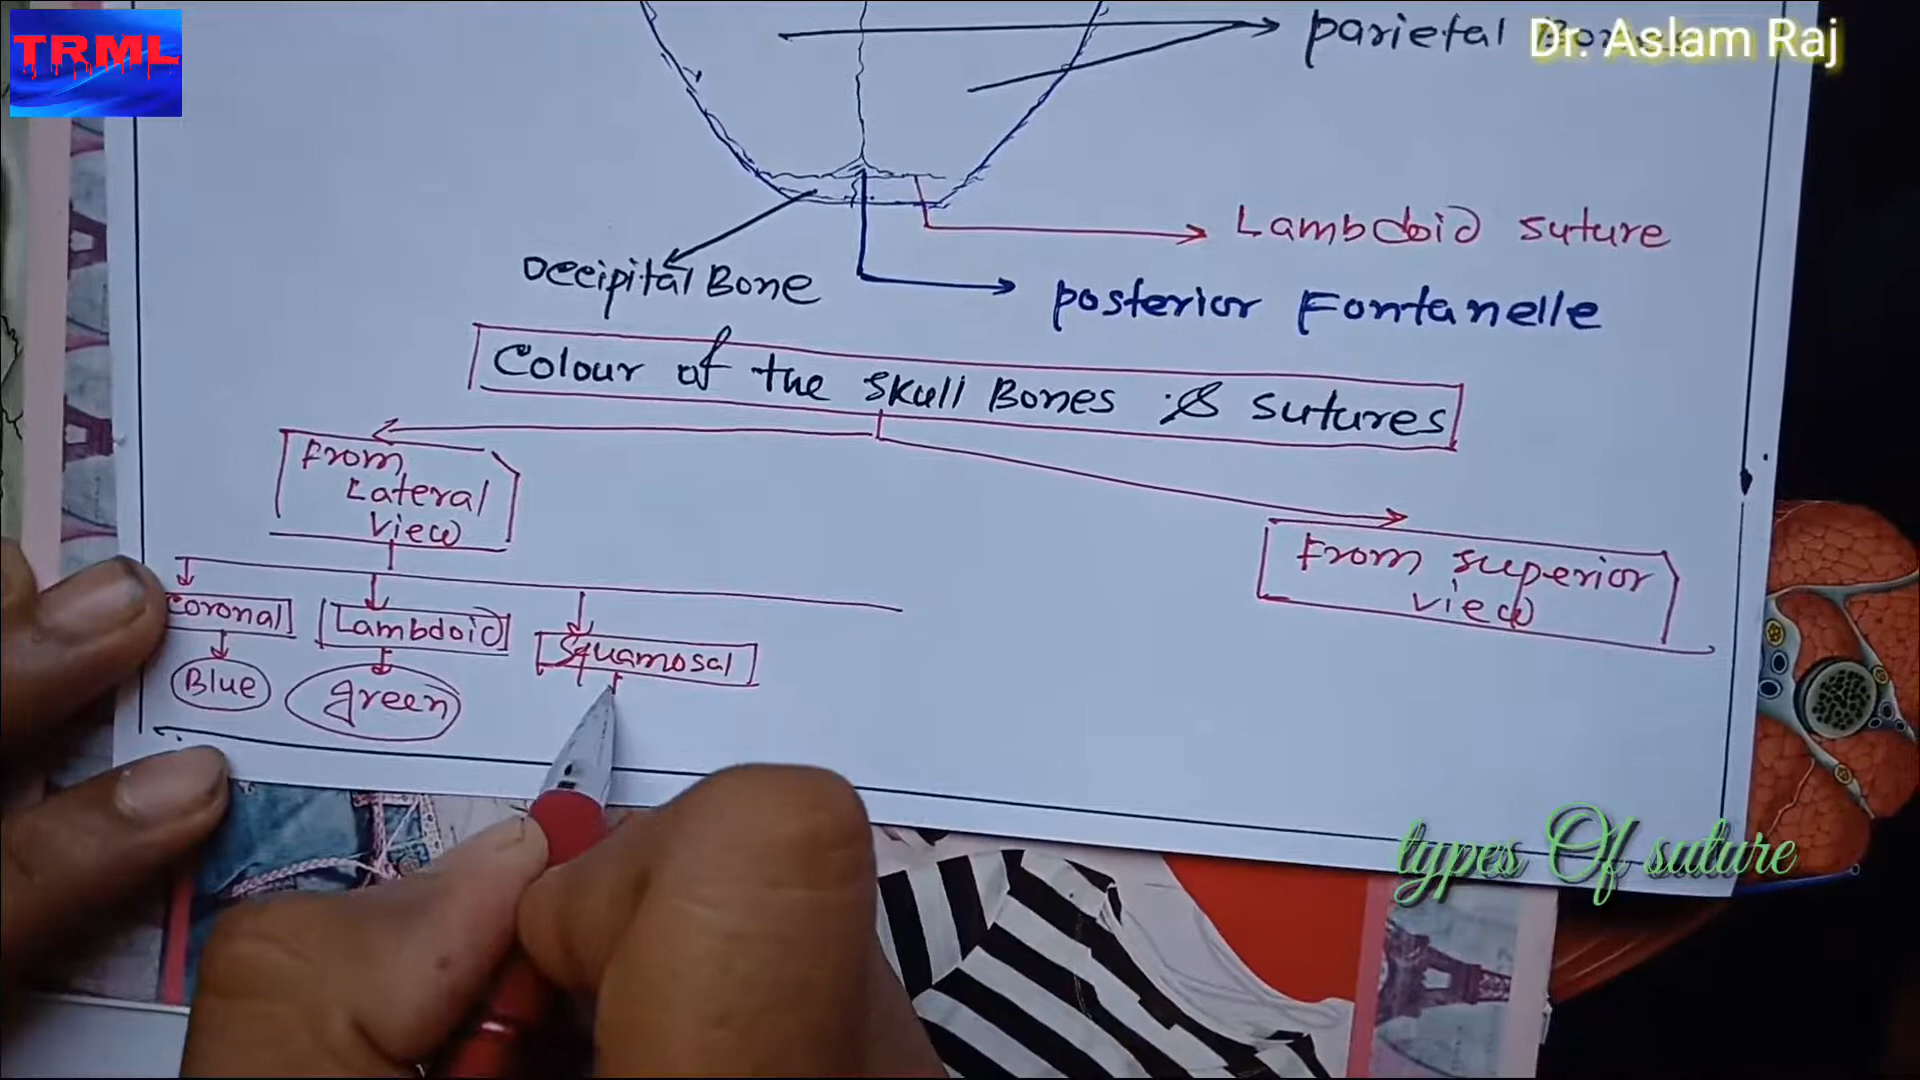 TRML
parietal
Dr. Aslam Raj
Lambdoid suture
Occipital Bone
posterior Fontanelle
Colour of the Skull Bones & Sutures
From
Lateral
View
From superior
view
Coronal
Lambdoid
Squamosal
Blue
green
types Of suture